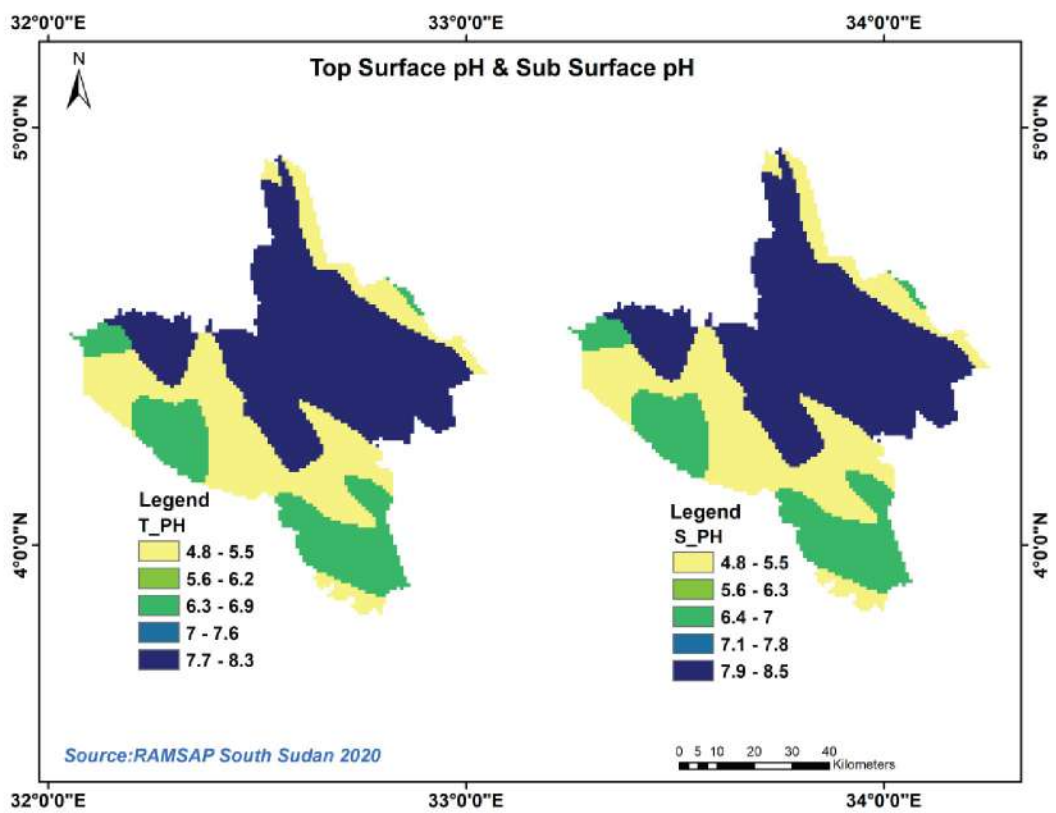 32°0'0"E 33°0'0"E 34°0'0"E
N
Top Surface pH & Sub Surface pH
5°0'0"N 5°0'0"N
4°0'0"N 4°0'0"N
Legend
T_PH
4.8 - 5.5
5.6 - 6.2
6.3 - 6.9
7 - 7.6
7.7 - 8.3
Legend
S_PH
4.8 - 5.5
5.6 - 6.3
6.4 - 7
7.1 - 7.8
7.9 - 8.5
Source:RAMSAP South Sudan 2020
0 5 10 20 30 40
Kilometers
32°0'0"E 33°0'0"E 34°0'0"E